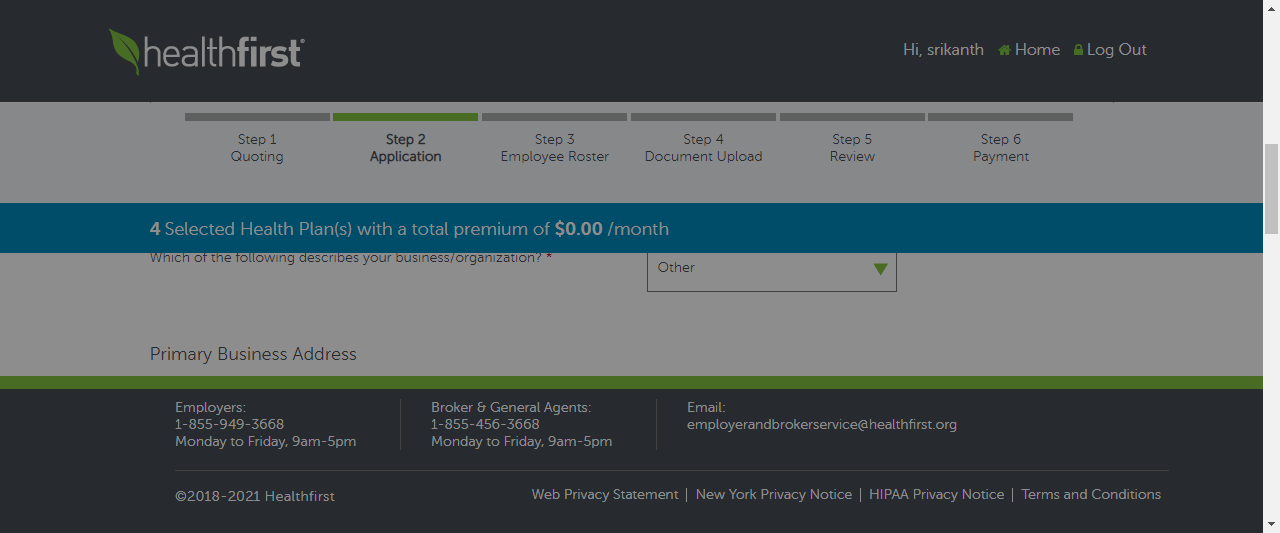 healthfirst®
Hi, srikanth Home Log Out
Step 1 Step 2 Step 3 Step 4 Step 5 Step 6
Quoting Application Employee Roster Document Upload Review Payment
4 Selected Health Plan(s) with a total premium of $0.00 /month
Which of the following describes your business/organization? *
Other
Primary Business Address
Employers: Broker & General Agents: Email:
1-855-949-3668 1-855-456-3668 employerandbrokerservice@healthfirst.org
Monday to Friday, 9am-5pm Monday to Friday, 9am-5pm
©2018-2021 Healthfirst Web Privacy Statement | New York Privacy Notice | HIPAA Privacy Notice | Terms and Conditions